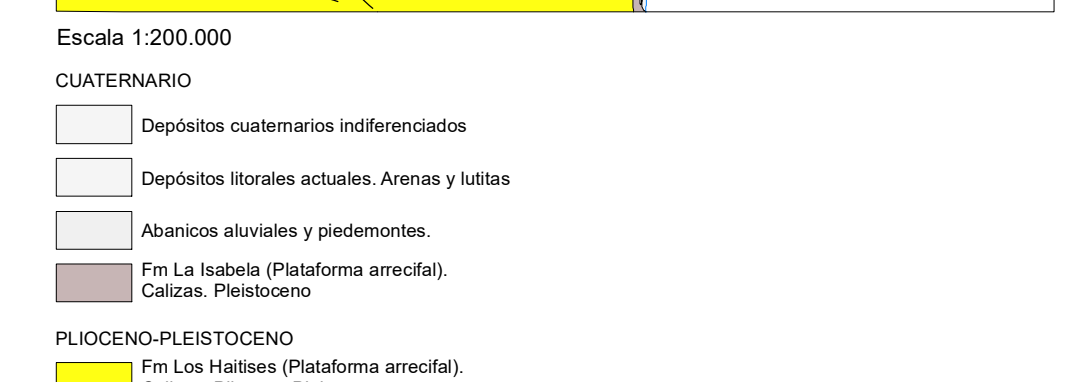 Escala 1:200.000
CUATERNARIO
Depósitos cuaternarios indiferenciados
Depósitos litorales actuales. Arenas y lutitas
Abanicos aluviales y piedemontes.
Fm La Isabela (Plataforma arrecifal).
Calizas. Pleistoceno
PLIOCENO-PLEISTOCENO
Fm Los Haitises (Plataforma arrecifal).